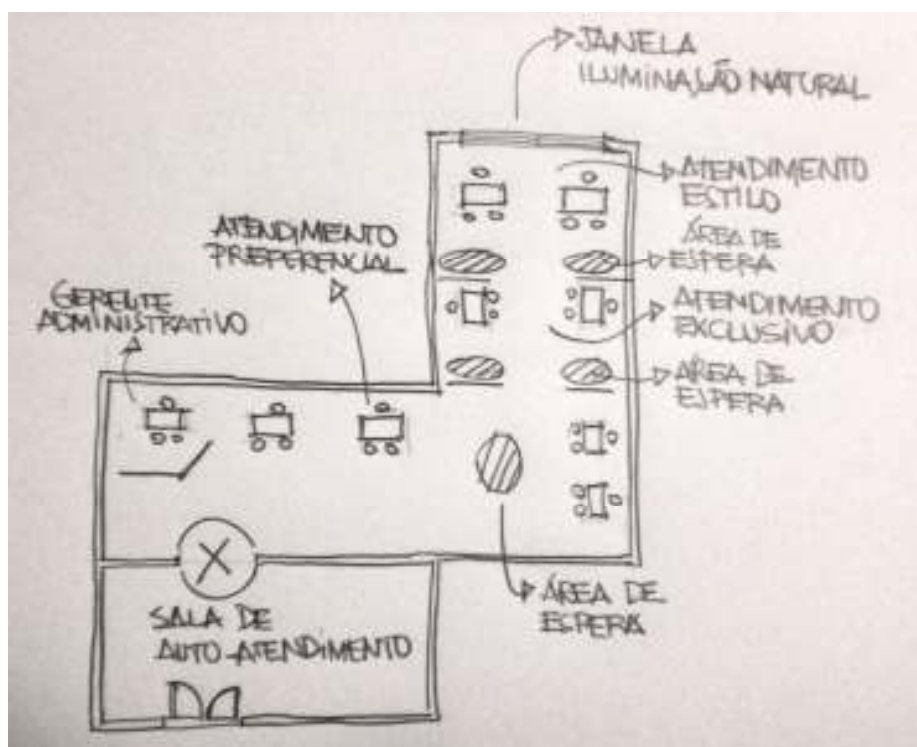 JANELA
ILUMINAÇÃO NATURAL
ATENDIMENTO
ESTILO
ÁREA DE
ESPERA
ATENDIMENTO
EXCLUSIVO
ÁREA DE
ESPERA
ATENDIMENTO
PREFERENCIAL
GERENTE
ADMINISTRATIVO
ÁREA DE
ESPERA
SALA DE
AUTO-ATENDIMENTO